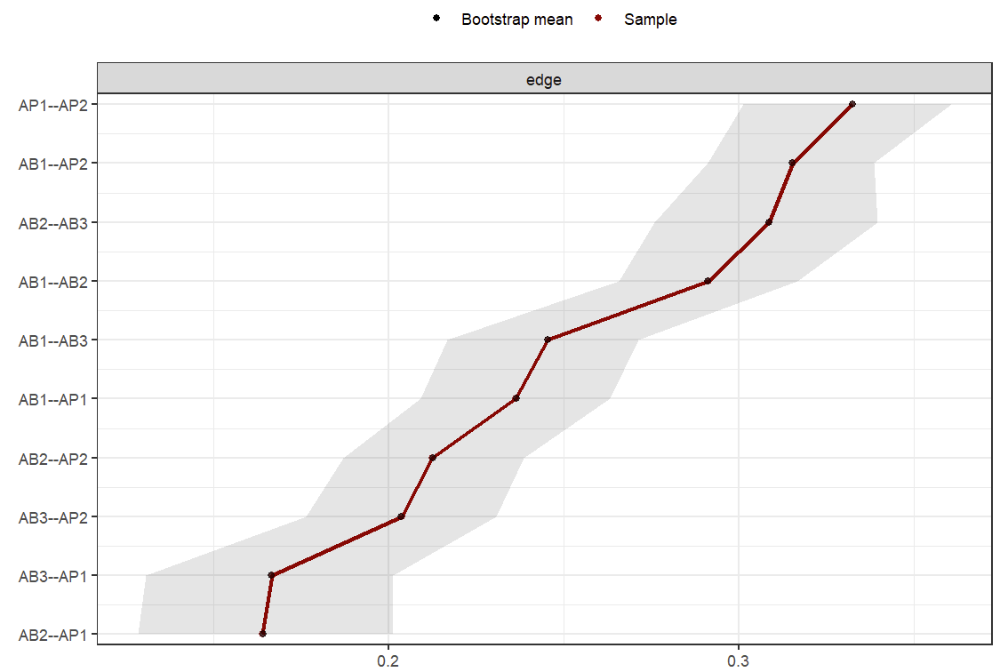 Bootstrap mean Sample
edge
AP1--AP2
AB1--AP2
AB2--AB3
AB1--AB2
AB1--AB3
AB1--AP1
AB2--AP2
AB3--AP2
AB3--AP1
AB2--AP1
0.2 0.3